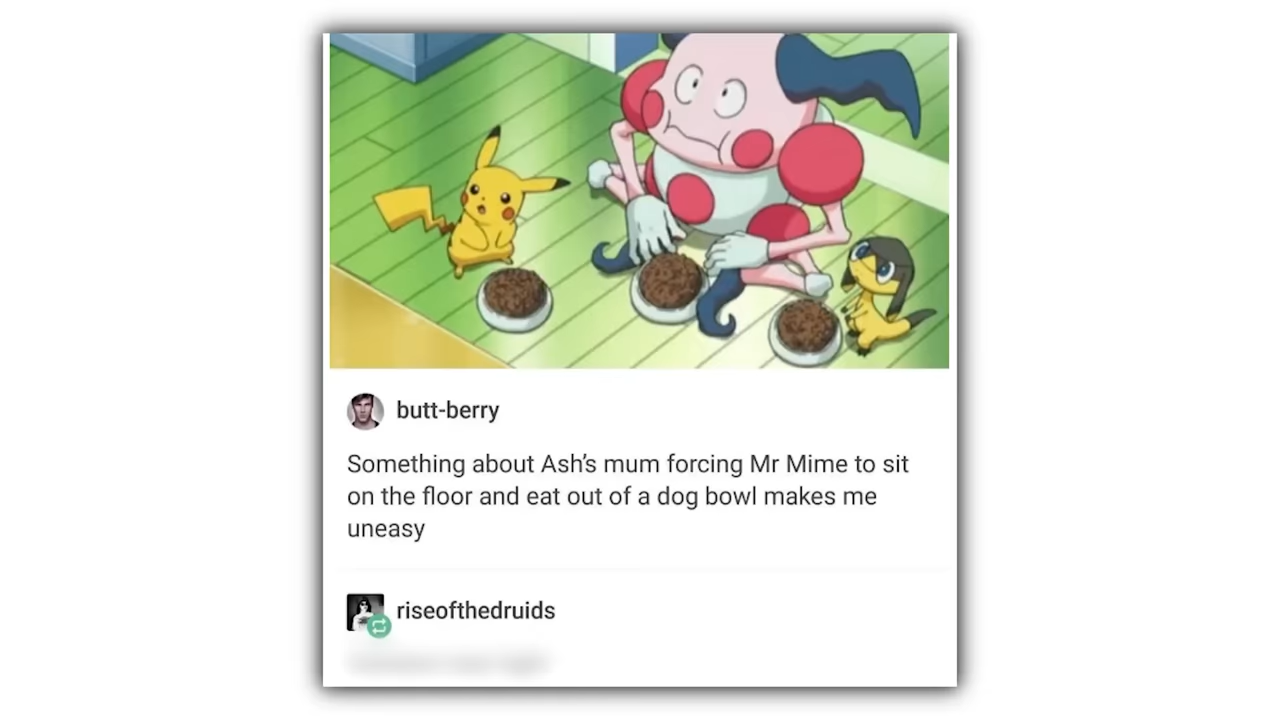 butt-berry
Something about Ash's mum forcing Mr Mime to sit
on the floor and eat out of a dog bowl makes me
uneasy
riseofthedruids